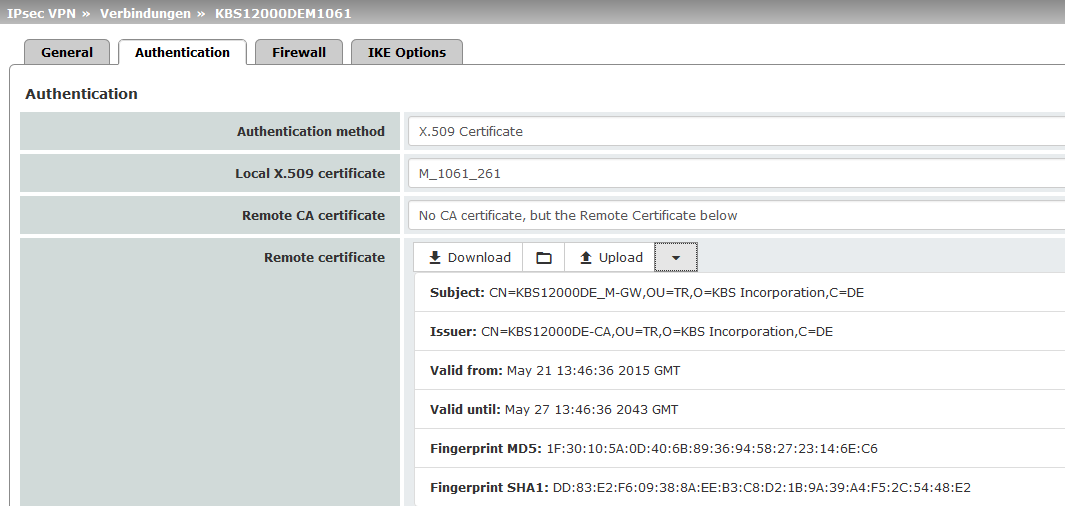 IPsec VPN » Verbindungen » KBS12000DEM1061
General Authentication Firewall IKE Options
Authentication
Authentication method X.509 Certificate
Local X.509 certificate M_1061_261
Remote CA certificate No CA certificate, but the Remote Certificate below
Remote certificate Download Upload
Subject: CN=KBS12000DE_M-GW,OU=TR,O=KBS Incorporation,C=DE
Issuer: CN=KBS12000DE-CA,OU=TR,O=KBS Incorporation,C=DE
Valid from: May 21 13:46:36 2015 GMT
Valid until: May 27 13:46:36 2043 GMT
Fingerprint MD5: 1F:30:10:5A:0D:40:6B:89:36:94:58:27:23:14:6E:C6
Fingerprint SHA1: DD:83:E2:F6:09:38:8A:EE:B3:C8:D2:1B:9A:39:A4:F5:2C:54:48:E2